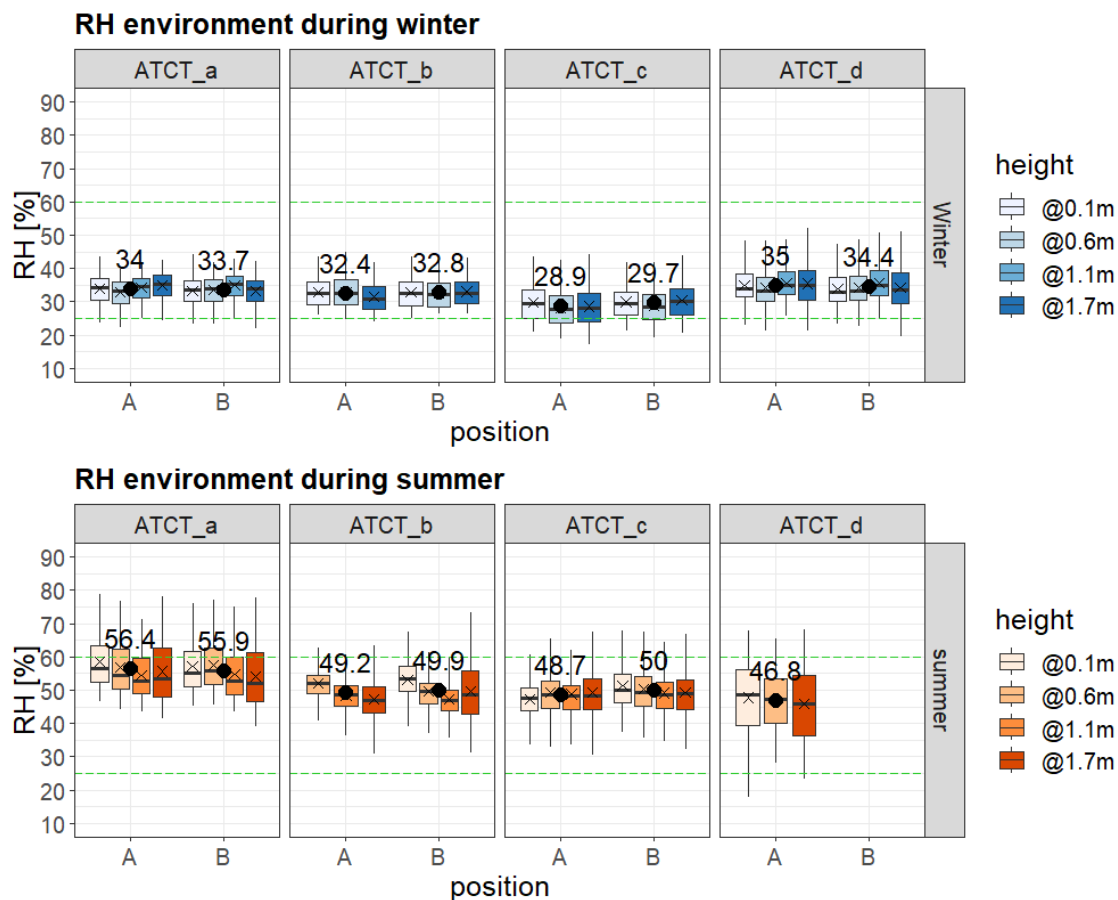 RH environment during winter
ATCT_a ATCT_b ATCT_c ATCT_d
90
80
70
60
50
40
30
20
10
RH [%]
34 33.7 32.4 32.8 28.9 29.7 35 34.4
Winter
A B A B A B A B
position
height
@0.1m
@0.6m
@1.1m
@1.7m
RH environment during summer
ATCT_a ATCT_b ATCT_c ATCT_d
90
80
70
60
50
40
30
20
10
RH [%]
56.4 55.9 49.2 49.9 48.7 50 46.8
summer
A B A B A B A B
position
height
@0.1m
@0.6m
@1.1m
@1.7m